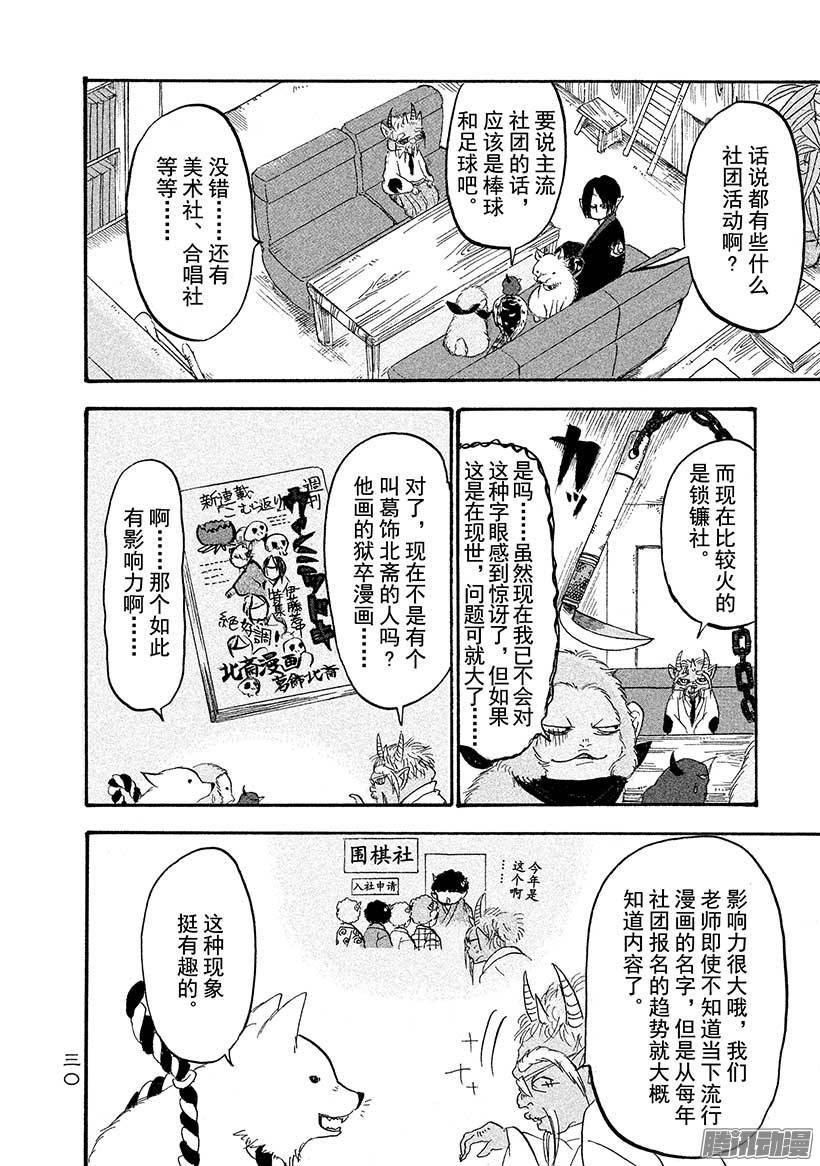 话说都有些什么
社团活动啊？
要说主流
社团的话，
应该是棒球
和足球吧。
没错……还有
美术社、合唱社
等等……
而现在比较火的
是锁镰社。
是吗……虽然现在我已不会对
这种字眼感到惊讶了，但如果
这是在现世，问题可就大了……
对了，现在不是有个
叫葛饰北斋的人吗？
他画的狱卒漫画……
週刊
新連載
絶好調!
北斎漫画
葛飾北斎
啊……那个如此
有影响力啊……
影响力很大哦，我们
老师即使不知道当下流行
漫画的名字，但是从每年
社团报名的趋势就大概
知道内容了。
今年是
这个啊
……
围棋社
入社申请
这种现象
挺有趣的。
三〇
腾讯动漫